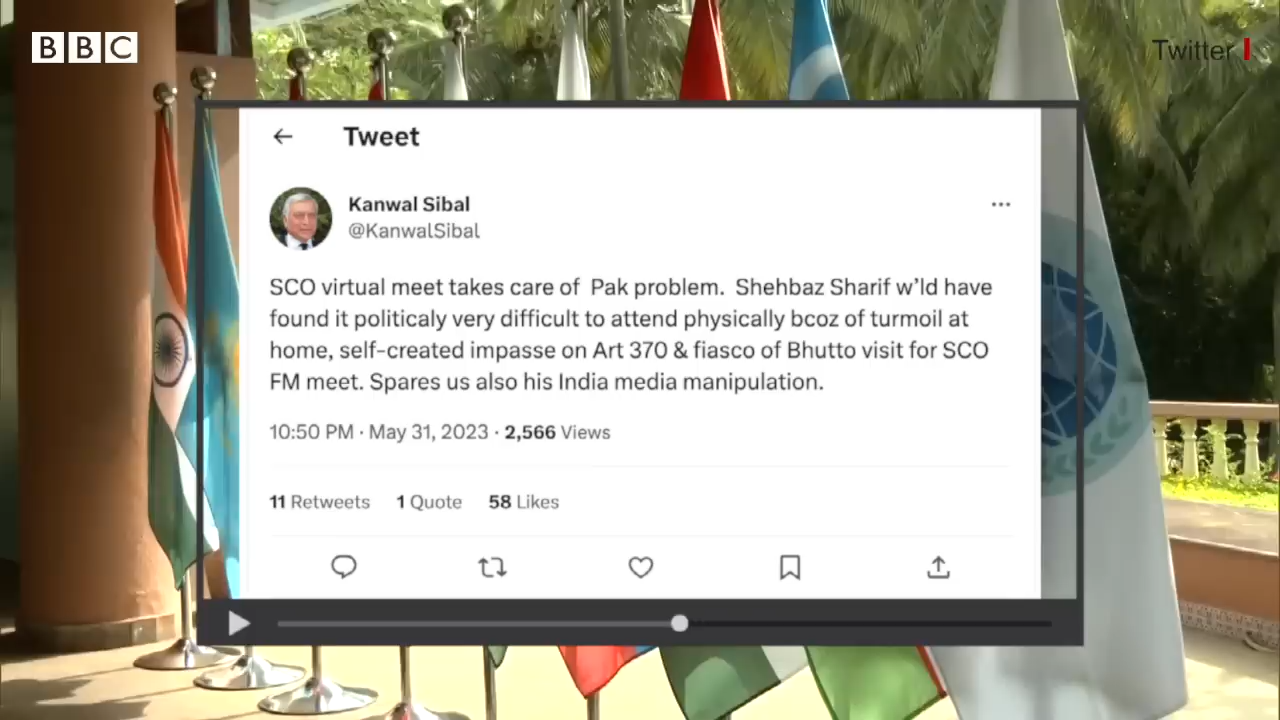 BBC
Twitter
Tweet
Kanwal Sibal
@KanwalSibal
SCO virtual meet takes care of Pak problem. Shehbaz Sharif w'ld have
found it politicaly very difficult to attend physically bcoz of turmoil at
home, self-created impasse on Art 370 & fiasco of Bhutto visit for SCO
FM meet. Spares us also his India media manipulation.
10:50 PM · May 31, 2023 · 2,566 Views
11 Retweets 1 Quote 58 Likes